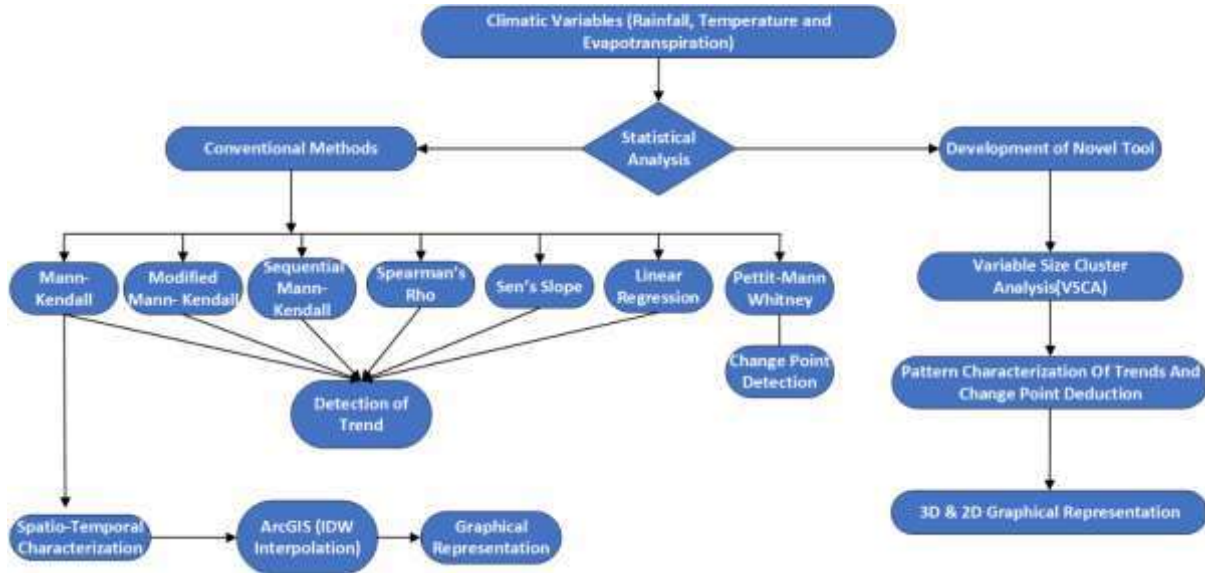 Climatic Variables (Rainfall, Temperature and
Evapotranspiration)
Statistical
Analysis
Conventional Methods
Development of Novel Tool
Mann-
Kendall
Modified
Mann- Kendall
Sequential
Mann-
Kendall
Spearman's
Rho
Sen's Slope
Linear
Regression
Pettit-Mann
Whitney
Variable Size Cluster
Analysis(VSCA)
Change Point
Detection
Pattern Characterization Of Trends And
Change Point Deduction
Detection of
Trend
Spatio-Temporal
Characterization
ArcGIS (IDW
Interpolation)
Graphical
Representation
3D & 2D Graphical Representation